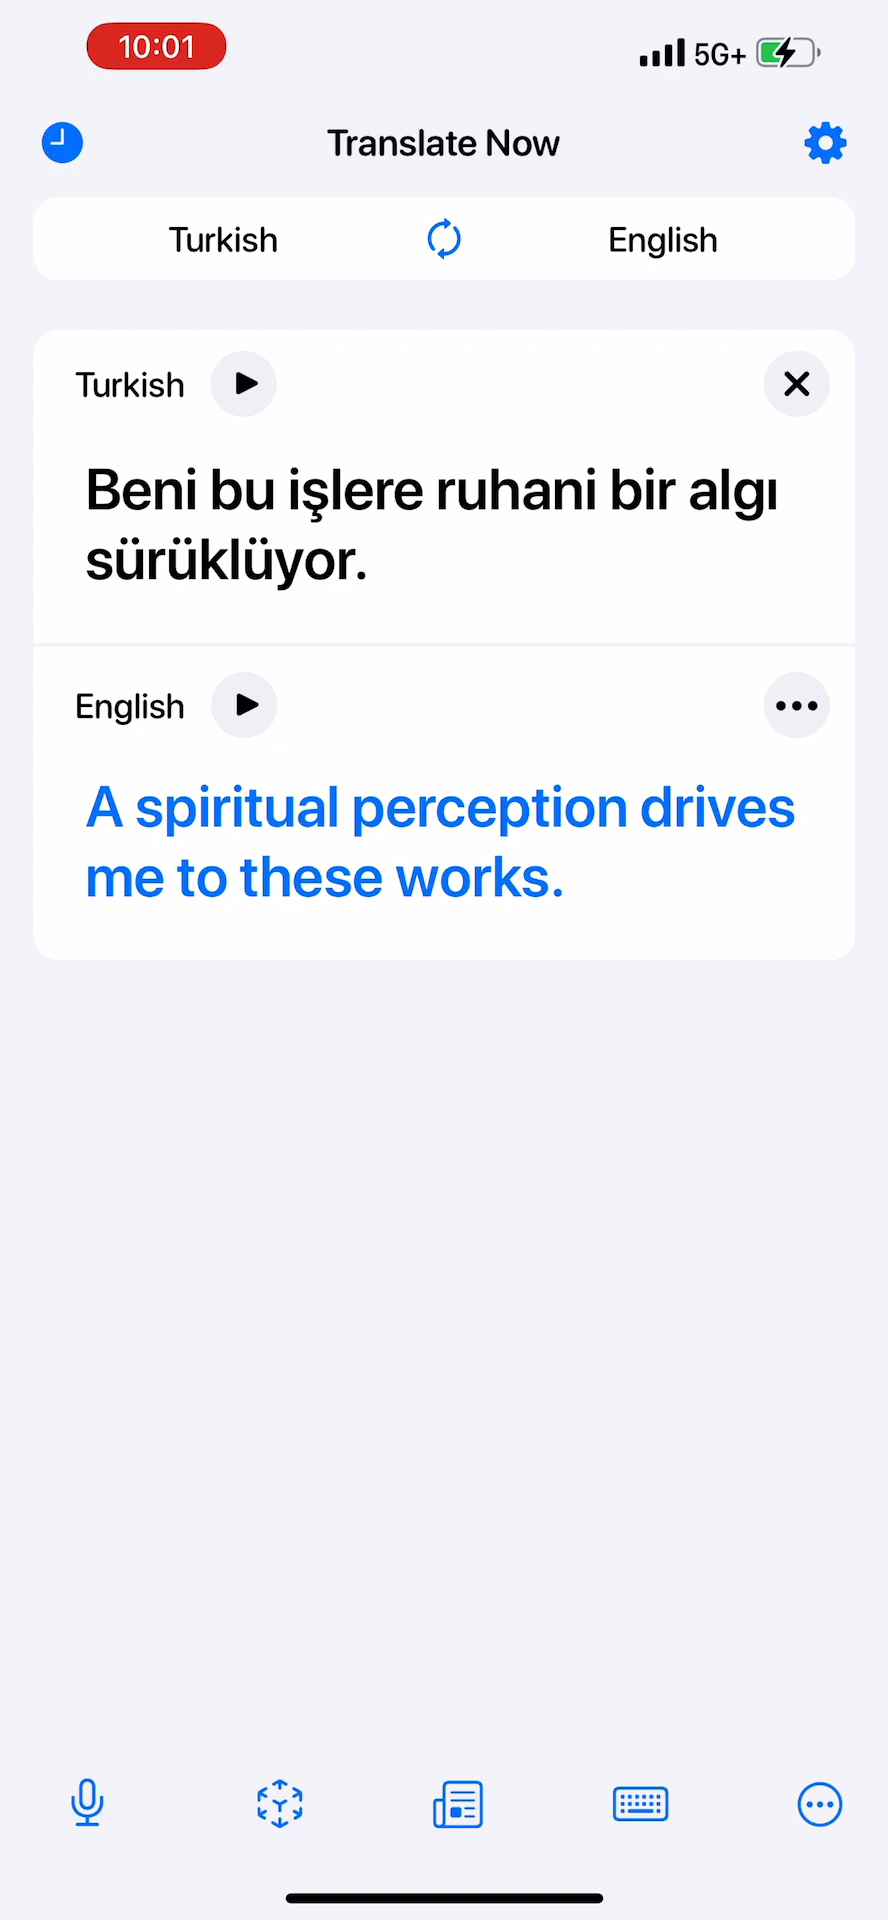 10:01
5G+
Translate Now
Turkish
English
Turkish
Beni bu işlere ruhani bir algı
sürüklüyor.
English
A spiritual perception drives
me to these works.